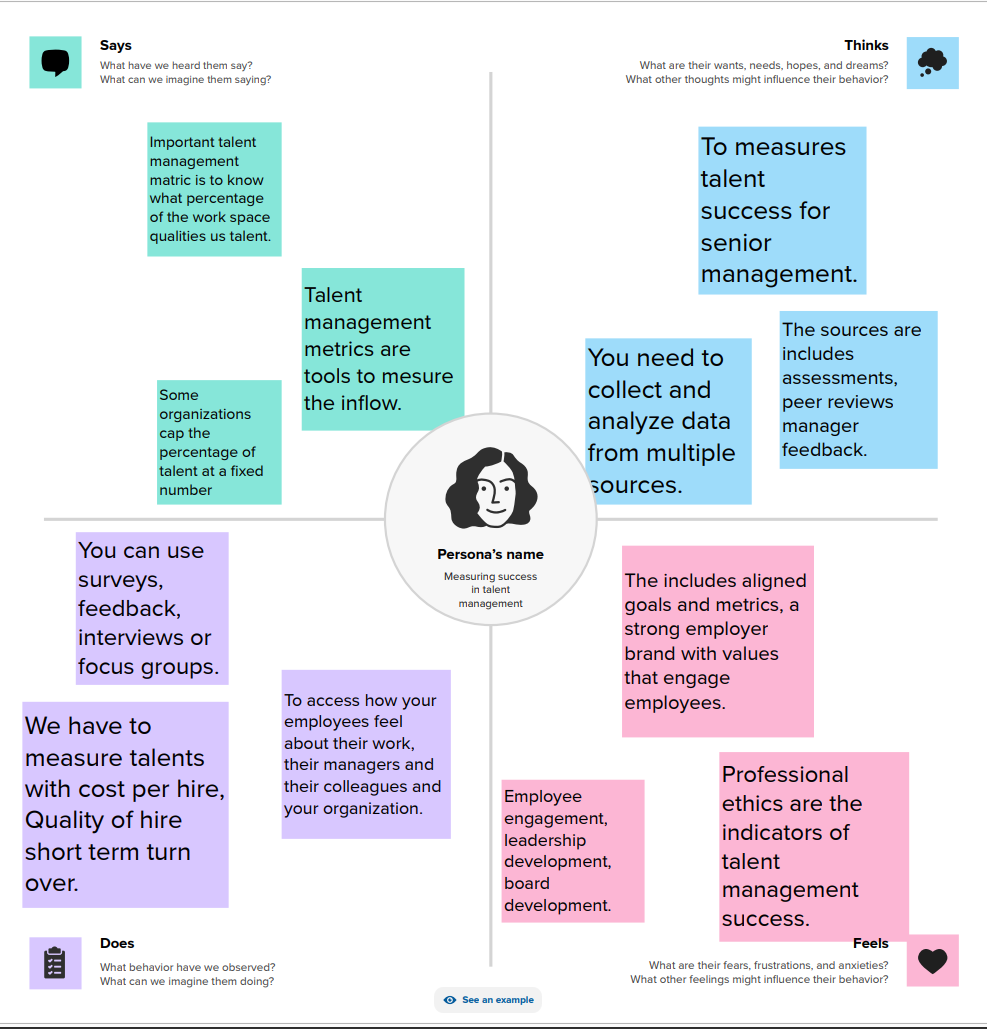 Says
What have we heard them say?
What can we imagine them saying?
Thinks
What are their wants, needs, hopes, and dreams?
What other thoughts might influence their behavior?
Important talent
management
matric is to know
what percentage
of the work space
qualities us talent.
Talent
management
metrics are
tools to mesure
the inflow.
Some
organizations
cap the
percentage of
talent at a fixed
number
To measures
talent
success for
senior
management.
The sources are
includes
assessments,
peer reviews
manager
feedback.
You need to
collect and
analyze data
from multiple
sources.
Persona's name
Measuring success
in talent
management
You can use
surveys,
feedback,
interviews or
focus groups.
To access how your
employees feel
about their work,
their managers and
their colleagues and
your organization.
We have to
measure talents
with cost per hire,
Quality of hire
short term turn
over.
The includes aligned
goals and metrics, a
strong employer
brand with values
that engage
employees.
Employee
engagement,
leadership
development,
board
development.
Professional
ethics are the
indicators of
talent
management
success.
Does
What behavior have we observed?
What can we imagine them doing?
Feels
What are their fears, frustrations, and anxieties?
What other feelings might influence their behavior?
See an example